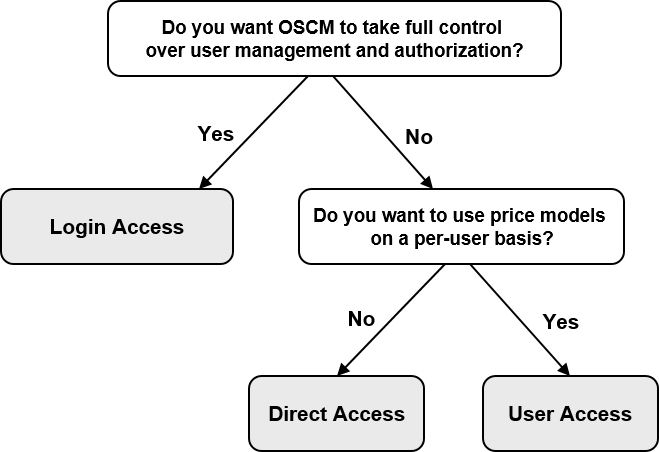 Do you want OSCM to take full control
over user management and authorization?
Yes
No
Login Access
Do you want to use price models
on a per-user basis?
No
Yes
Direct Access
User Access